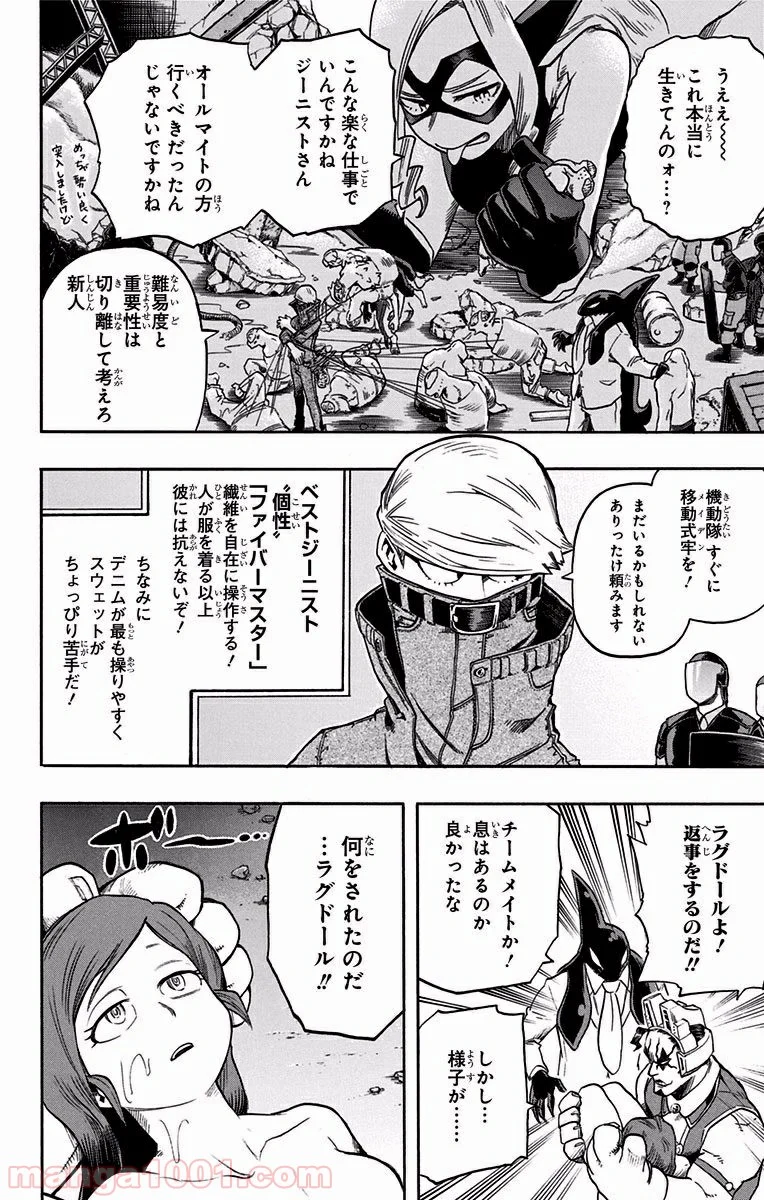 うええ〜〜
これ本当に
生きてんのォ…?
こんな楽な仕事で
いんですかね
ジーニストさん
オールマイトの方
行くべきだったん
じゃないですかね
めっちゃ勢い良く
突入しましたけど
難易度と
重要性は
切り離して考えろ
新人
機動隊 すぐに
移動式牢を!
まだいるかもしれない
ありったけ頼みます
ベストジーニスト
“個性”
「ファイバーマスター」
繊維を自在に操作する!
人が服を着る以上
彼には抗えないぞ!
ちなみに
デニムが最も操りやすく
スウェットが
ちょっぴり苦手だ!
ラグドールよ!
返事をするのだ!!
チームメイトか!
息はあるのか
良かったな
しかし…
……
様子が……
何をされたのだ
…ラグドール!!
ボー…
manga1001.com